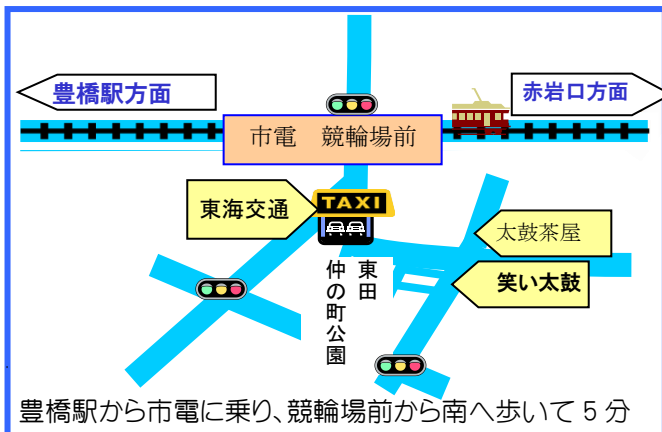 豊橋駅方面
赤岩口方面
市電　競輪場前
東海交通
TAXI
太鼓茶屋
笑い太鼓
東田
仲の町公園
豊橋駅から市電に乗り、競輪場前から南へ歩いて5分